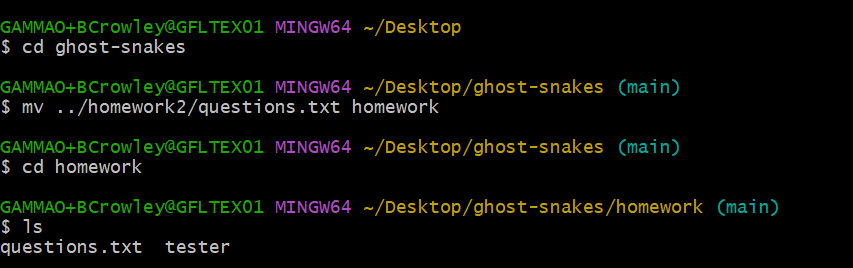 GAMMAO+BCrowley@GFLTEX01 MINGW64 ~/Desktop
$ cd ghost-snakes
GAMMAO+BCrowley@GFLTEX01 MINGW64 ~/Desktop/ghost-snakes (main)
$ mv ../homework2/questions.txt homework
GAMMAO+BCrowley@GFLTEX01 MINGW64 ~/Desktop/ghost-snakes (main)
$ cd homework
GAMMAO+BCrowley@GFLTEX01 MINGW64 ~/Desktop/ghost-snakes/homework (main)
$ ls
questions.txt  tester